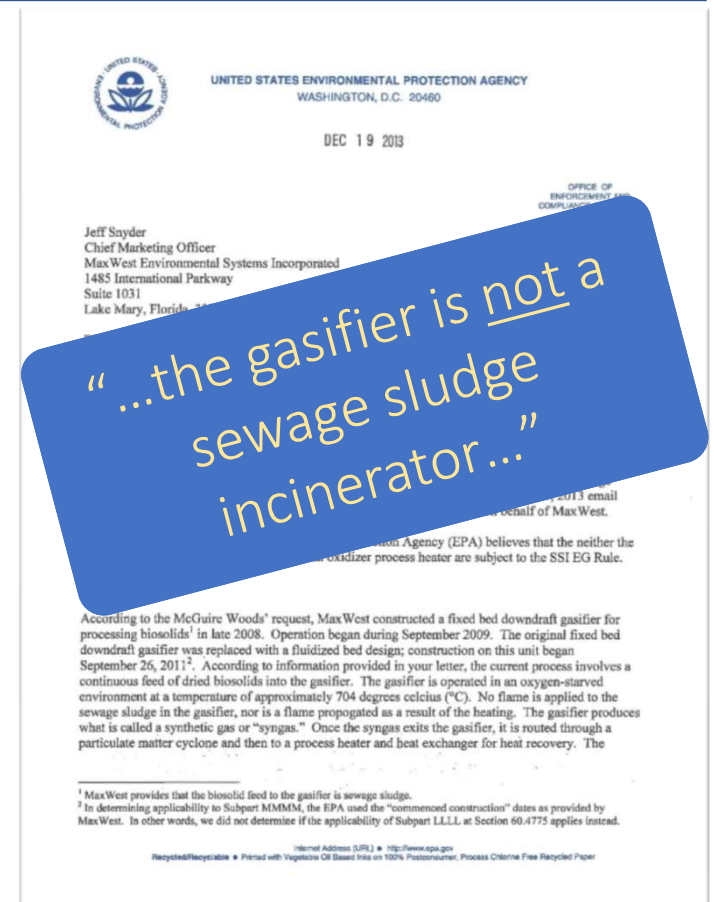 UNITED STATES ENVIRONMENTAL PROTECTION AGENCY
WASHINGTON, D.C. 20460
UNITED STATES
ENVIRONMENTAL PROTECTION AGENCY
DEC 19 2013
OFFICE OF
ENFORCEMENT AND
COMPLIANCE
Jeff Snyder
Chief Marketing Officer
MaxWest Environmental Systems Incorporated
1485 International Parkway
Suite 1031
Lake Mary, Florida
“…the gasifier is not a
sewage sludge
incinerator…”
2013 email
behalf of MaxWest.
Agency (EPA) believes that the neither the
oxidizer process heater are subject to the SSI EG Rule.
According to the McGuire Woods’ request, MaxWest constructed a fixed bed downdraft gasifier for
processing biosolids¹ in late 2008. Operation began during September 2009. The original fixed bed
downdraft gasifier was replaced with a fluidized bed design; construction on this unit began
September 26, 2011². According to information provided in your letter, the current process involves a
continuous feed of dried biosolids into the gasifier. The gasifier is operated in an oxygen-starved
environment at a temperature of approximately 704 degrees celcius (°C). No flame is applied to the
sewage sludge in the gasifier, nor is a flame propogated as a result of the heating. The gasifier produces
what is called a synthetic gas or “syngas.” Once the syngas exits the gasifier, it is routed through a
particulate matter cyclone and then to a process heater and heat exchanger for heat recovery. The
¹ MaxWest provides that the biosolid feed to the gasifier is sewage sludge.
² In determining applicability to Subpart MMMM, the EPA used the “commenced construction” dates as provided by
MaxWest. In other words, we did not determine if the applicability of Subpart LLLL at Section 60.4775 applies instead.
Internet Address (URL) • http://www.epa.gov
Recycled/Recyclable • Printed with Vegetable Oil Based Inks on 100% Postconsumer, Process Chlorine Free Recycled Paper